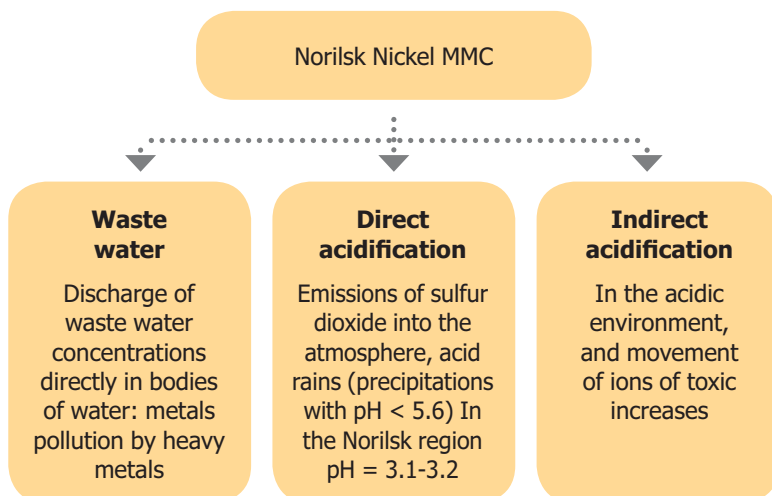 Norilsk Nickel MMC
Waste
water
Discharge of
waste water
concentrations
directly in bodies
of water: metals
pollution by heavy
metals
Direct
acidification
Emissions of sulfur
dioxide into the
atmosphere, acid
rains (precipitations
with pH < 5.6) In
the Norilsk region
pH = 3.1-3.2
Indirect
acidification
In the acidic
environment,
and movement
of ions of toxic
increases